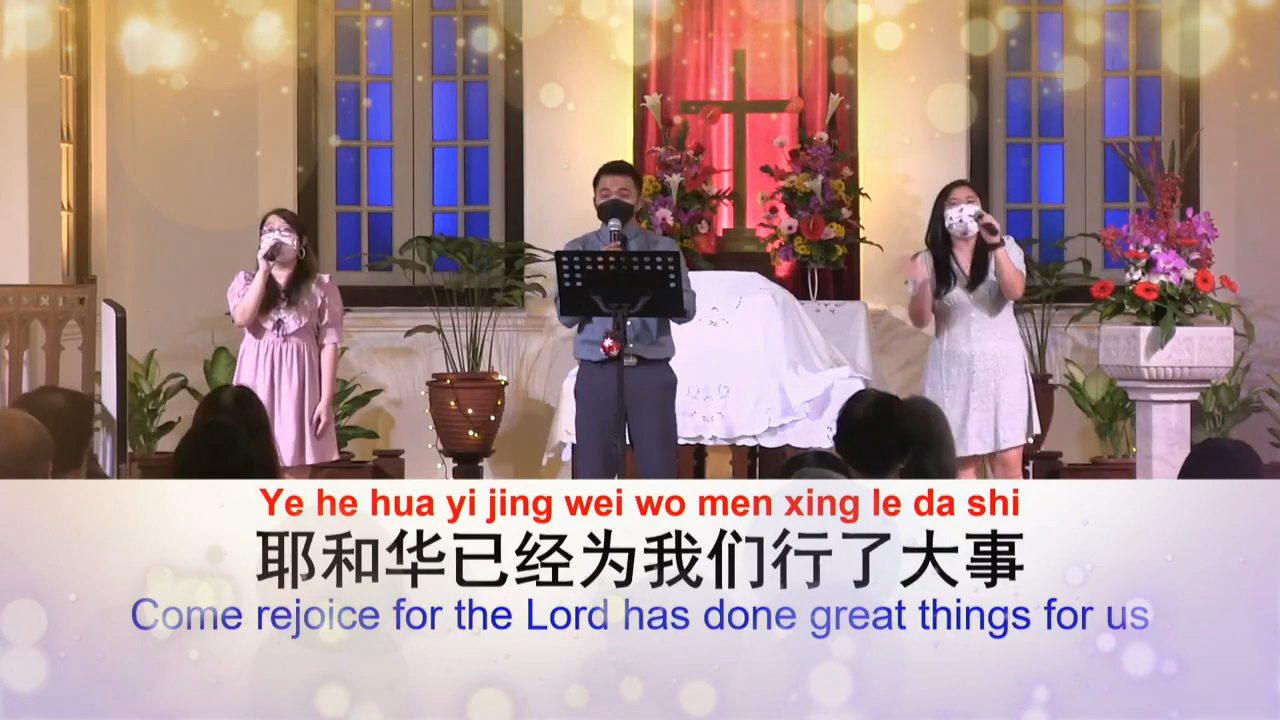 Ye he hua yi jing wei wo men xing le da shi
耶和华已经为我们行了大事
Come rejoice for the Lord has done great things for us